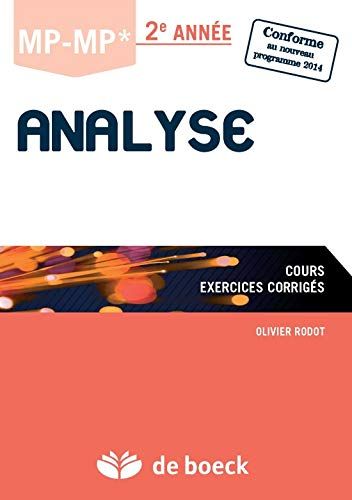 MP-MP*
2e ANNÉE
Conforme
au nouveau
programme 2014
ANALYSE
COURS
EXERCICES CORRIGÉS
OLIVIER RODOT
de boeck